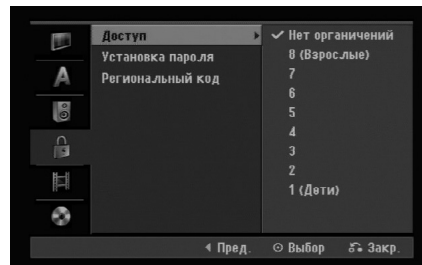 Доступ
Установка пароля
Региональный код
Нет органичений
8 (Взрослые)
7
6
5
4
3
2
1 (Дети)
Пред. Выбор Закр.